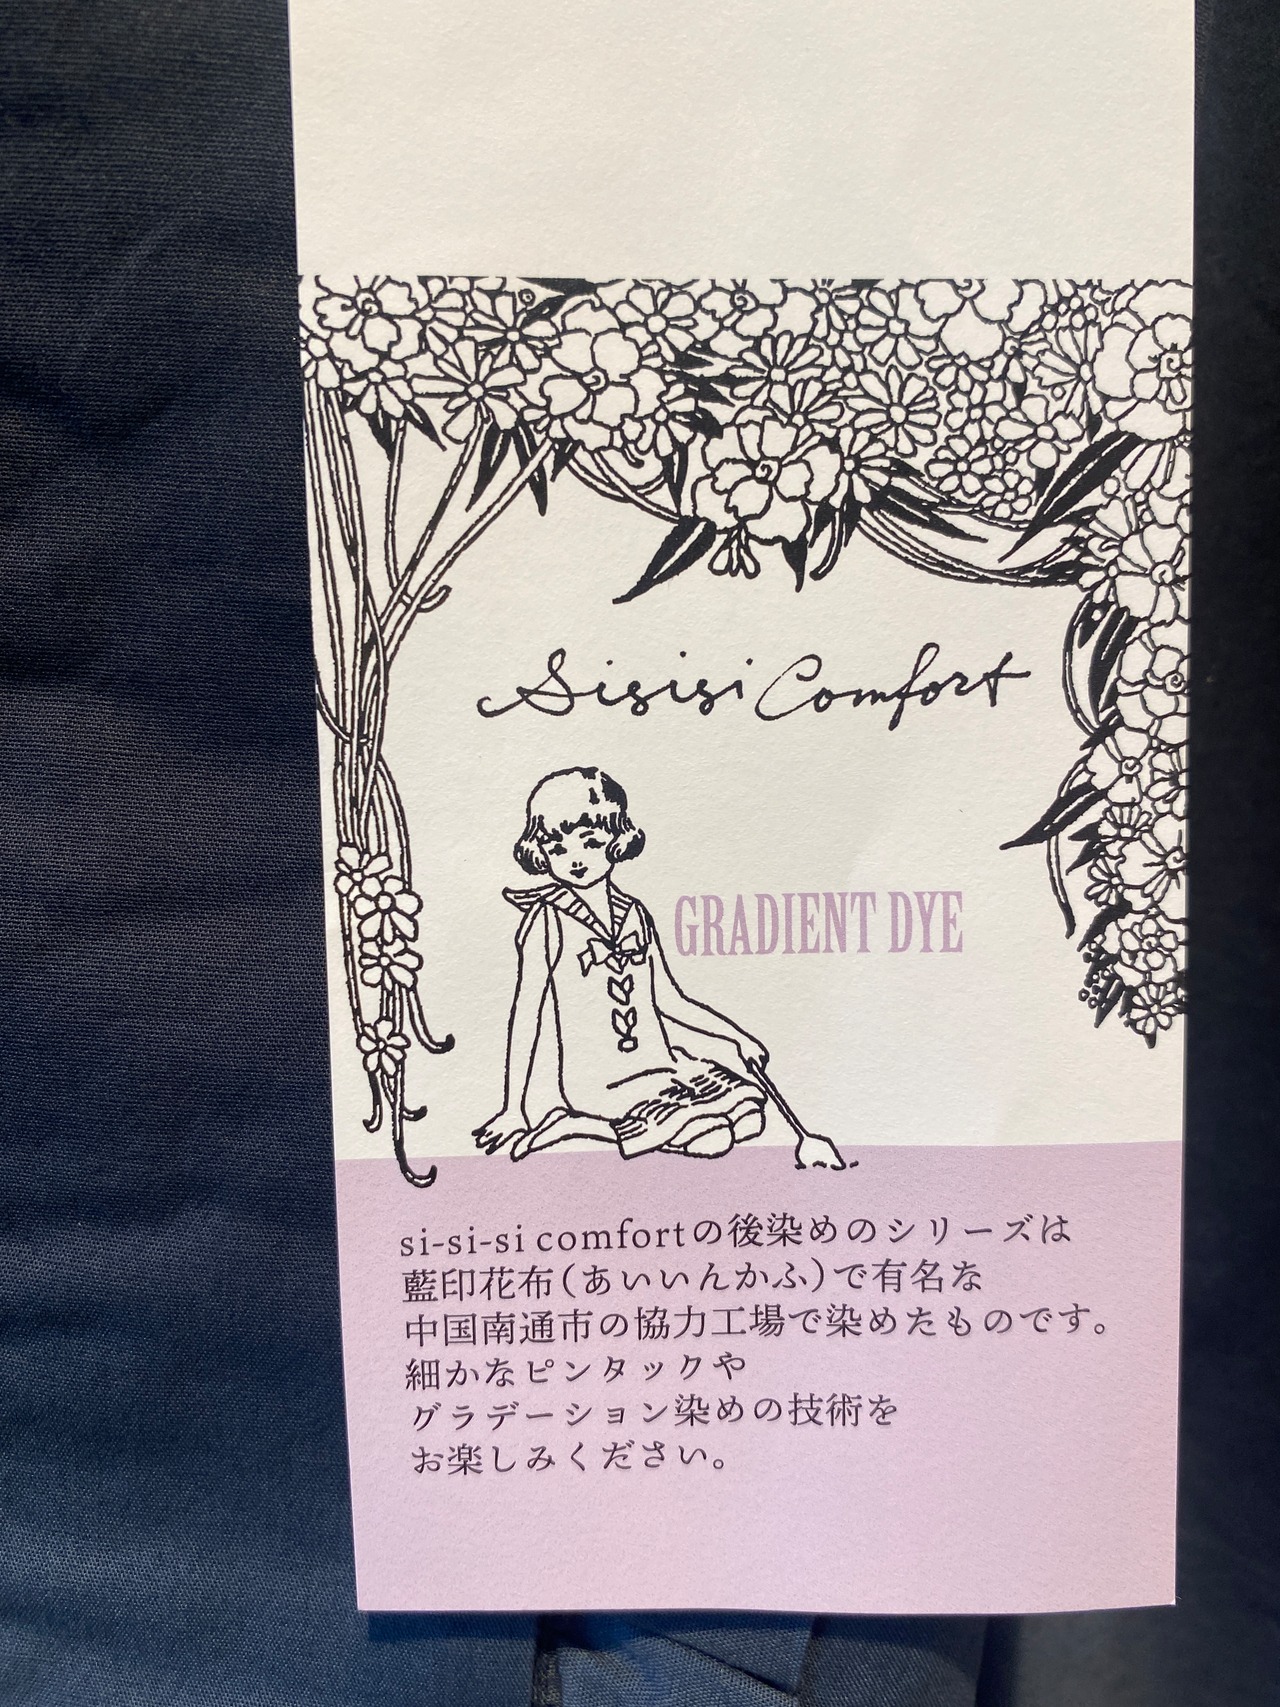 Sisisi Comfort
GRADIENT DYE
si-si-si comfortの後染めのシリーズは
藍印花布(あいいんかふ)で有名な
中国南通市の協力工場で染めたものです。
細かなピンタックや
グラデーション染めの技術を
お楽しみください。